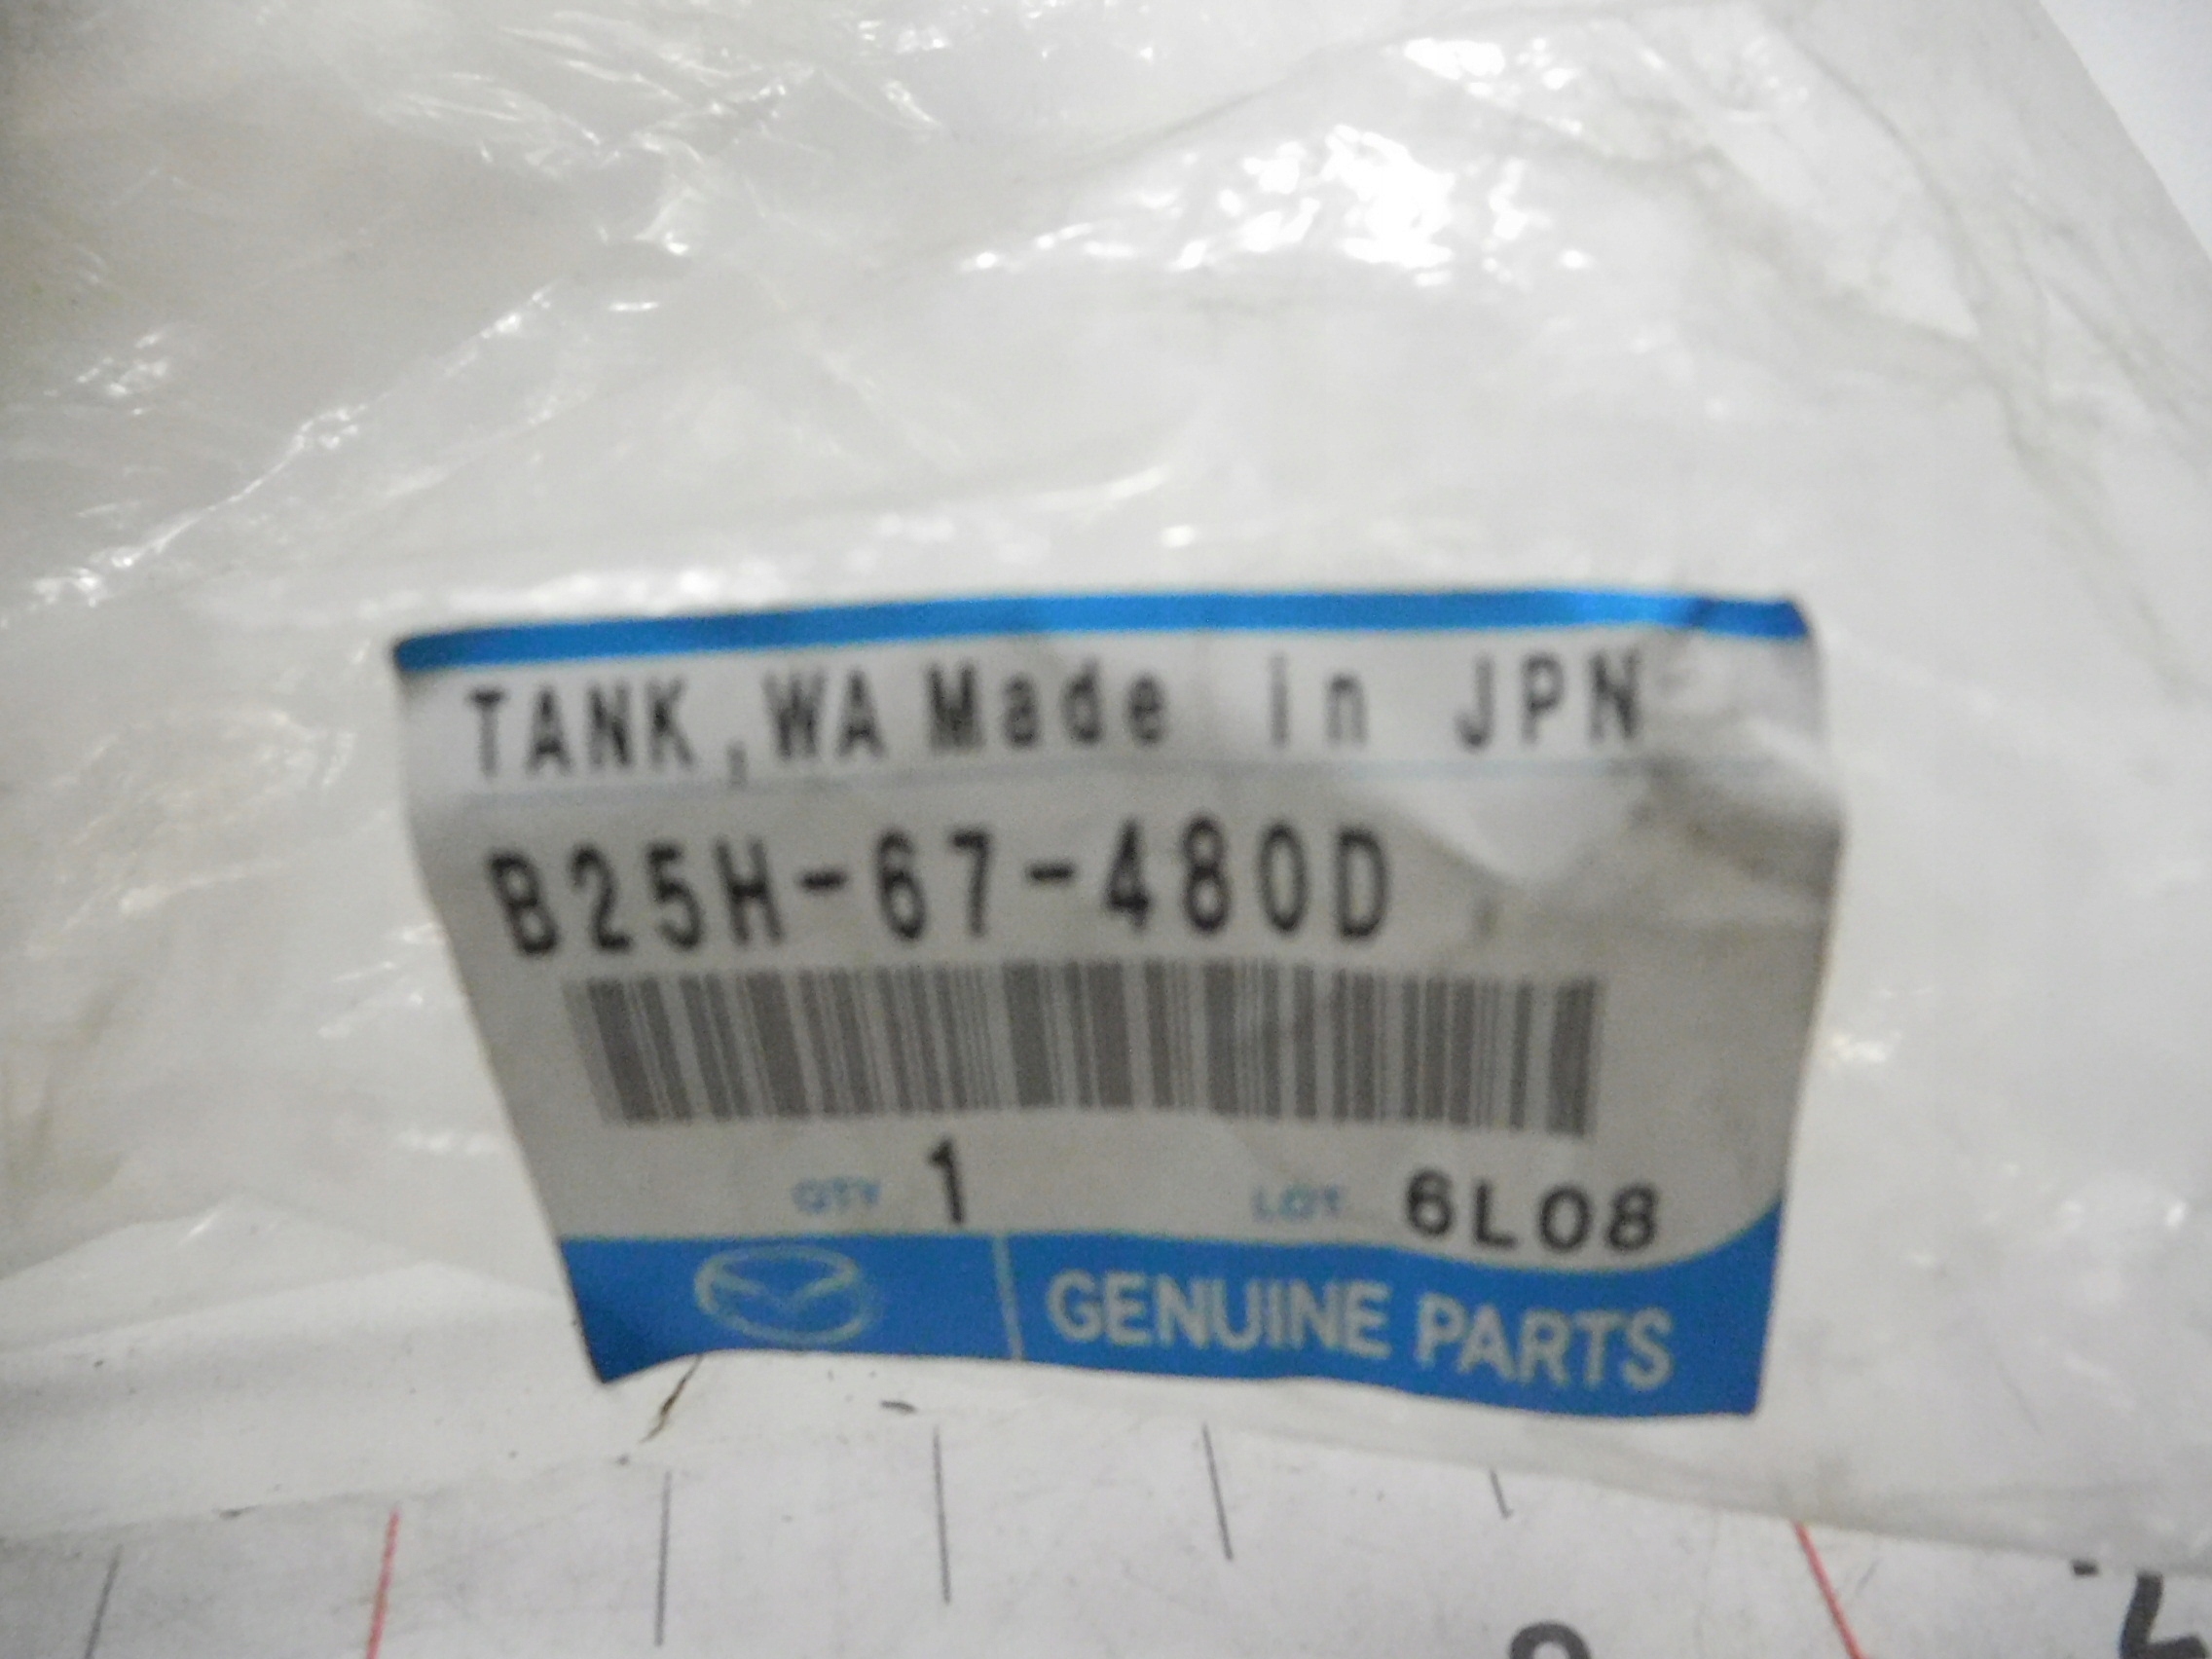 TANK,WA Made in JPN
B25H-67-480D
QTY 1 LOT 6L08
GENUINE PARTS